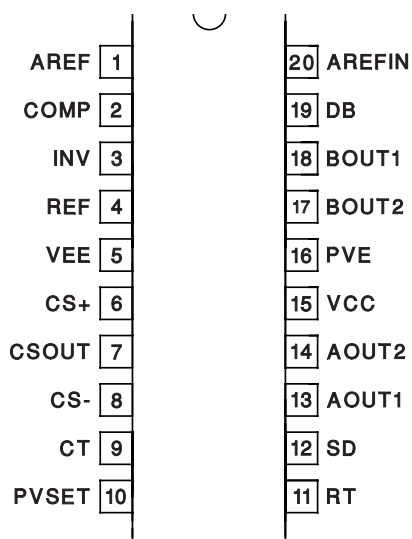 AREF 1 20 AREFIN
COMP 2 19 DB
INV 3 18 BOUT1
REF 4 17 BOUT2
VEE 5 16 PVE
CS+ 6 15 VCC
CSOUT 7 14 AOUT2
CS- 8 13 AOUT1
CT 9 12 SD
PVSET 10 11 RT